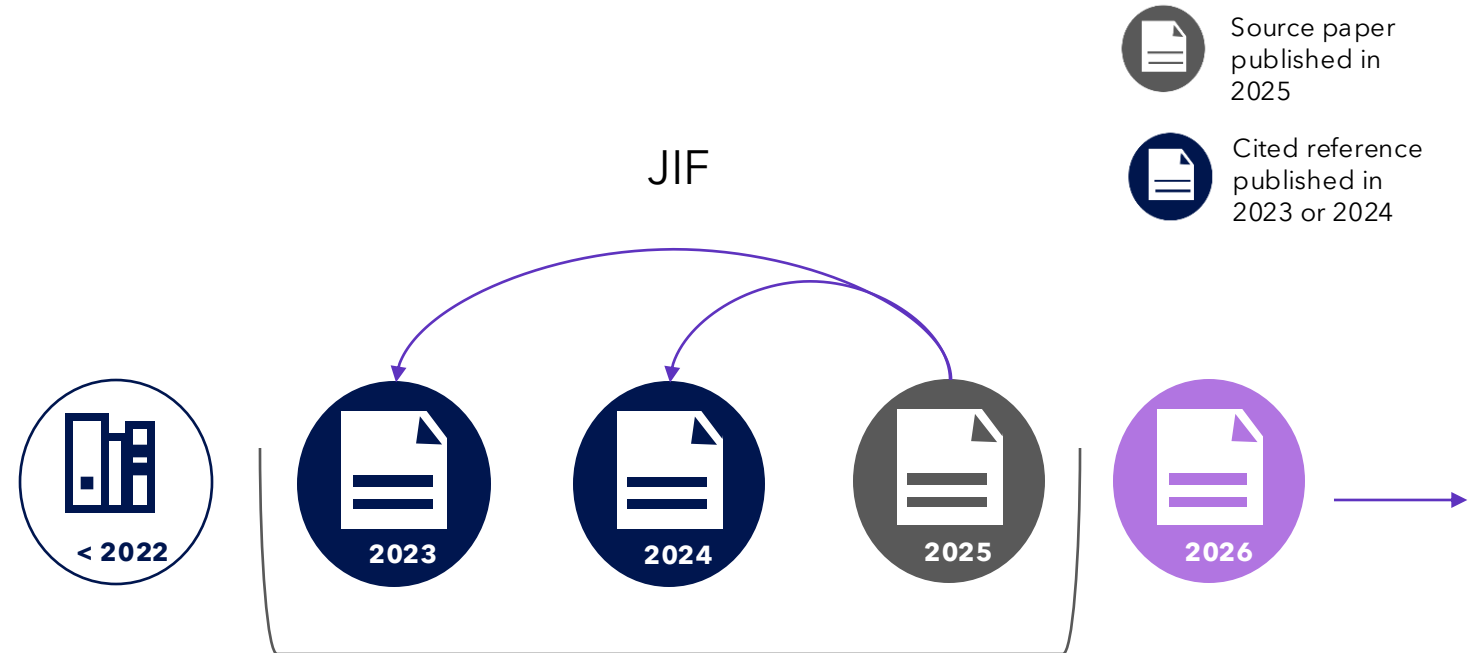 Source paper
published in
2025
JIF
Cited reference
published in
2023 or 2024
< 2022
2023
2024
2025
2026